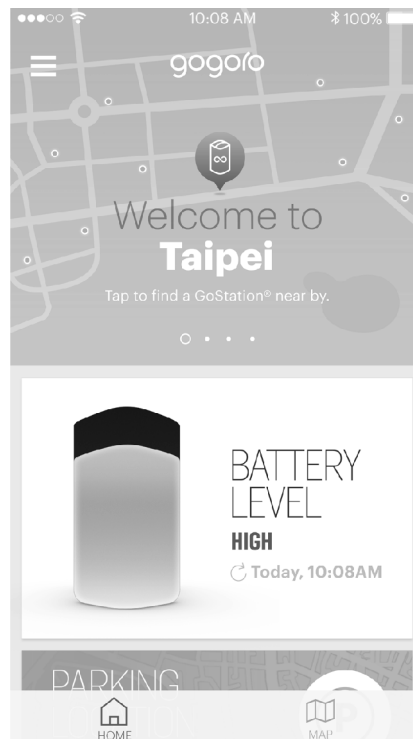 10:08 AM
100%
gogoro
Welcome to
Taipei
Tap to find a GoStation® near by.
BATTERY
LEVEL
HIGH
Today, 10:08AM
PARKING
HOME
MAP